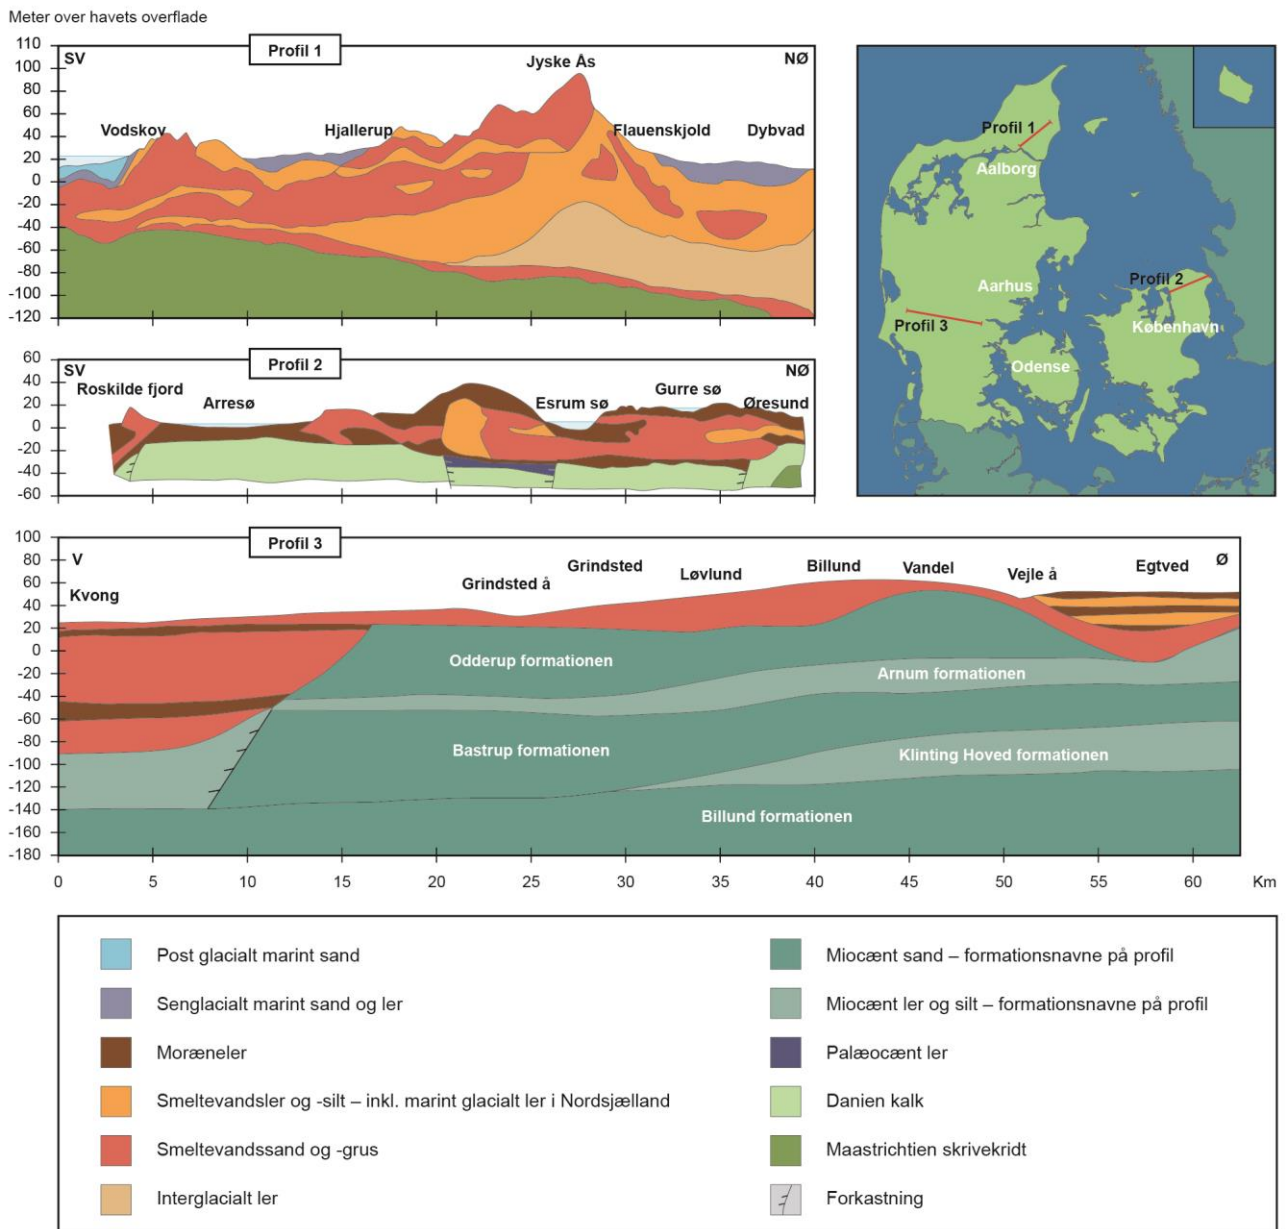 Meter over havets overflade
Profil 1
SV
NØ
110
100
80
60
40
20
0
-20
-40
-60
-80
-100
-120
Vodskov
Hjallerup
Jyske Ås
Flauenskjold
Dybvad
Profil 1
Aalborg
Aarhus
Profil 2
Profil 3
København
Odense
Profil 2
SV
NØ
60
40
20
0
-20
-40
-60
Roskilde fjord
Arresø
Esrum sø
Gurre sø
Øresund
Profil 3
V
Ø
100
80
60
40
20
0
-20
-40
-60
-80
-100
-120
-140
-160
-180
Kvong
Grindsted å
Grindsted
Løvlund
Billund
Vandel
Vejle å
Egtved
Odderup formationen
Arnum formationen
Bastrup formationen
Klinting Hoved formationen
Billund formationen
0 5 10 15 20 25 30 35 40 45 50 55 60 Km
Post glacialt marint sand
Senglacialt marint sand og ler
Moræneler
Smeltevandsler og -silt – inkl. marint glacialt ler i Nordsjælland
Smeltevandssand og -grus
Interglacialt ler
Miocænt sand – formationsnavne på profil
Miocænt ler og silt – formationsnavne på profil
Palæocænt ler
Danien kalk
Maastrichtien skrivekridt
Forkastning